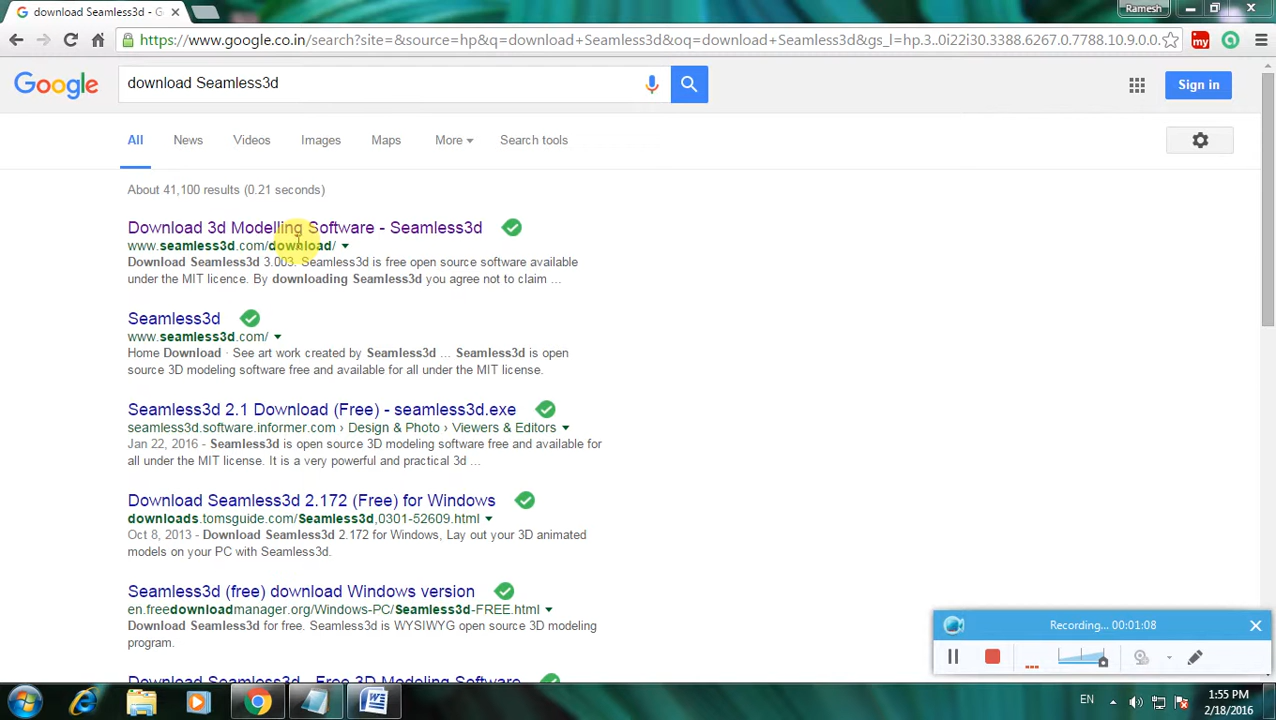 download Seamless3d - G
Ramesh
https://www.google.co.in/search?site=&source=hp&q=download+Seamless3d&oq=download+Seamless3d&gs_l=hp.3..0i22i30.3388.6267.0.7788.10.9.0.0.
my
Google
download Seamless3d
Sign in
All News Videos Images Maps More Search tools
About 41,100 results (0.21 seconds)
Download 3d Modelling Software - Seamless3d
www.seamless3d.com/download/
Download Seamless3d 3.003. Seamless3d is free open source software available
under the MIT licence. By downloading Seamless3d you agree not to claim ...
Seamless3d
www.seamless3d.com/
Home Download · See art work created by Seamless3d ... Seamless3d is open
source 3D modeling software free and available for all under the MIT license.
Seamless3d 2.1 Download (Free) - seamless3d.exe
seamless3d.software.informer.com › Design & Photo › Viewers & Editors
Jan 22, 2016 - Seamless3d is open source 3D modeling software free and available for
all under the MIT license. It is a very powerful and practical 3d ...
Download Seamless3d 2.172 (Free) for Windows
downloads.tomsguide.com/Seamless3d,0301-52609.html
Oct 8, 2013 - Download Seamless3d 2.172 for Windows, Lay out your 3D animated
models on your PC with Seamless3d.
Seamless3d (free) download Windows version
en.freedownloadmanager.org/Windows-PC/Seamless3d-FREE.html
Download Seamless3d for free. Seamless3d is WYSIWYG open source 3D modeling
program.
Download Seamless3d - Free 3D Modeling Software
Recording... 00:01:08
EN
1:55 PM
2/18/2016